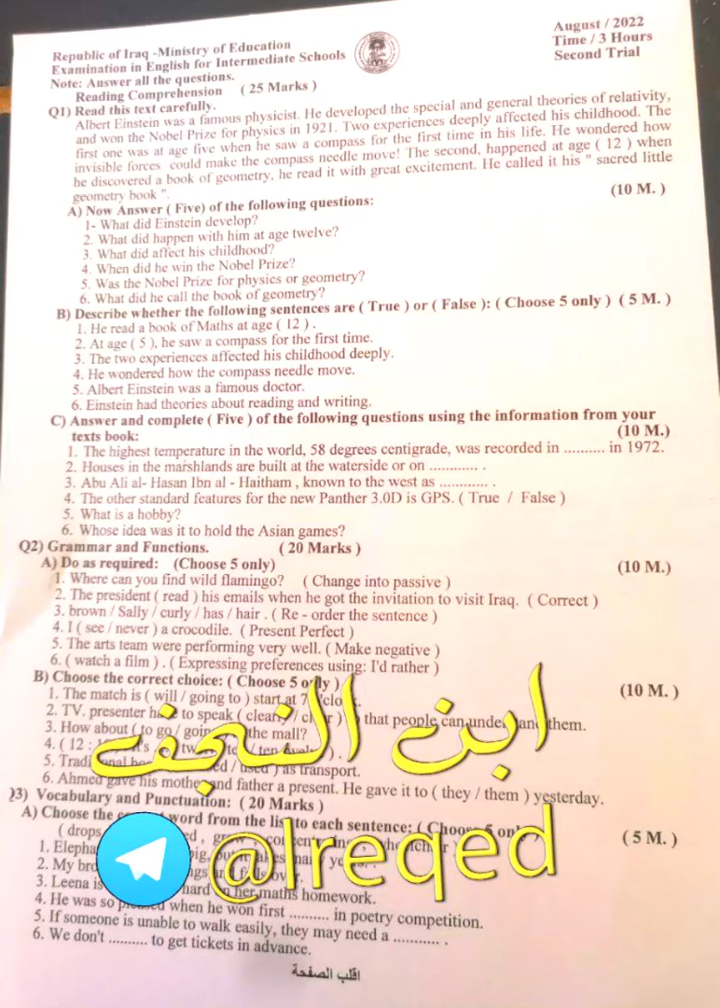 Republic of Iraq -Ministry of Education
Examination in English for Intermediate Schools
Note: Answer all the questions.
August / 2022
Time / 3 Hours
Second Trial
Reading Comprehension ( 25 Marks )
Q1) Read this text carefully.
Albert Einstein was a famous physicist. He developed the special and general theories of relativity,
and won the Nobel Prize for physics in 1921. Two experiences deeply affected his childhood. The
first one was at age five when he saw a compass for the first time in his life. He wondered how
invisible forces could make the compass needle move! The second, happened at age ( 12 ) when
he discovered a book of geometry, he read it with great excitement. He called it his " sacred little
geometry book ".
A) Now Answer ( Five) of the following questions: (10 M. )
1- What did Einstein develop?
2. What did happen with him at age twelve?
3. What did affect his childhood?
4. When did he win the Nobel Prize?
5. Was the Nobel Prize for physics or geometry?
6. What did he call the book of geometry?
B) Describe whether the following sentences are ( True ) or ( False ): ( Choose 5 only ) ( 5 M. )
1. He read a book of Maths at age ( 12 ) .
2. At age ( 5 ), he saw a compass for the first time.
3. The two experiences affected his childhood deeply.
4. He wondered how the compass needle move.
5. Albert Einstein was a famous doctor.
6. Einstein had theories about reading and writing.
C) Answer and complete ( Five ) of the following questions using the information from your
texts book: (10 M.)
1. The highest temperature in the world, 58 degrees centigrade, was recorded in .......... in 1972.
2. Houses in the marshlands are built at the waterside or on ............ .
3. Abu Ali al- Hasan Ibn al - Haitham , known to the west as ............ .
4. The other standard features for the new Panther 3.0D is GPS. ( True / False )
5. What is a hobby?
6. Whose idea was it to hold the Asian games?
Q2) Grammar and Functions. ( 20 Marks )
A) Do as required: (Choose 5 only) (10 M.)
1. Where can you find wild flamingo? ( Change into passive )
2. The president ( read ) his emails when he got the invitation to visit Iraq. ( Correct )
3. brown / Sally / curly / has / hair . ( Re - order the sentence )
4. I ( see / never ) a crocodile. ( Present Perfect )
5. The arts team were performing very well. ( Make negative )
6. ( watch a film ) . ( Expressing preferences using: I'd rather )
B) Choose the correct choice: ( Choose 5 only ) (10 M. )
1. The match is ( will / going to ) start at 7
2. TV. presenter to speak ( / ) that people can them.
3. How about ( to go / the mall?
4. ( 12 :
5. / used ) as transport.
6. Ahmed gave his mother and father a present. He gave it to ( they / them ) yesterday.
Q3) Vocabulary and Punctuation: ( 20 Marks )
A) Choose the word from the list to each sentence: ( Choose 5 only (5 M. )
( drops
1. big,
2. My over.
3. Leena is hard on her maths homework.
4. He was so pleased when he won first .......... in poetry competition.
5. If someone is unable to walk easily, they may need a ............ .
6. We don't .......... to get tickets in advance.
اقلب الصفحة
ابن النجف
@Ireqed